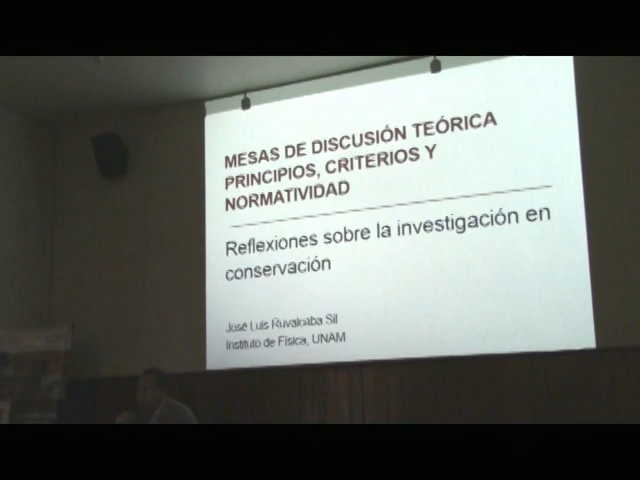 MESAS DE DISCUSIÓN TEÓRICA
PRINCIPIOS, CRITERIOS Y
NORMATIVIDAD
Reflexiones sobre la investigación en
conservación
José Luis Ruvalcaba Sil
Instituto de Física, UNAM